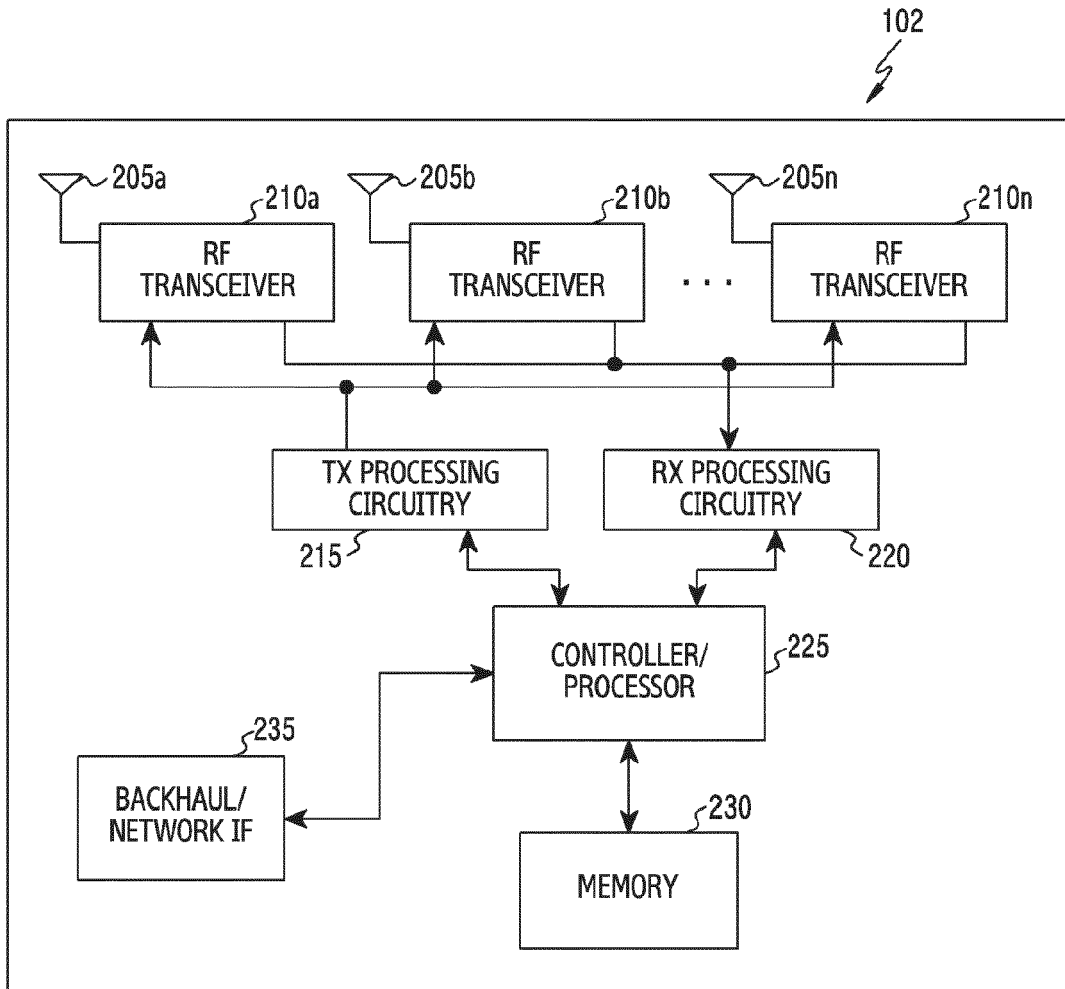 102
205a
205b
205n
210a
210b
210n
RF
TRANSCEIVER
RF
TRANSCEIVER
. . .
RF
TRANSCEIVER
TX PROCESSING
CIRCUITRY
RX PROCESSING
CIRCUITRY
215
220
CONTROLLER/
PROCESSOR
225
235
BACKHAUL/
NETWORK IF
230
MEMORY